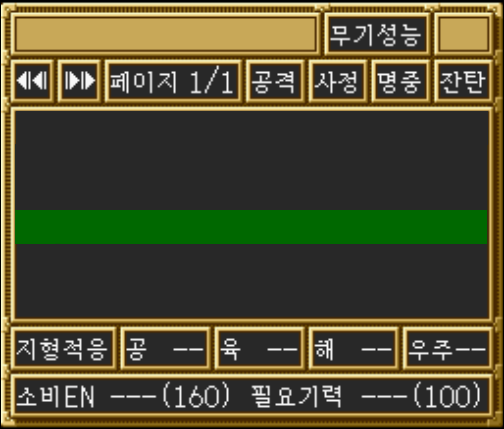 무기성능
페이지 1/1 공격 사정 명중 잔탄
지형적응 공 -- 육 -- 해 -- 우주--
소비EN ---(160) 필요기력 ---(100)